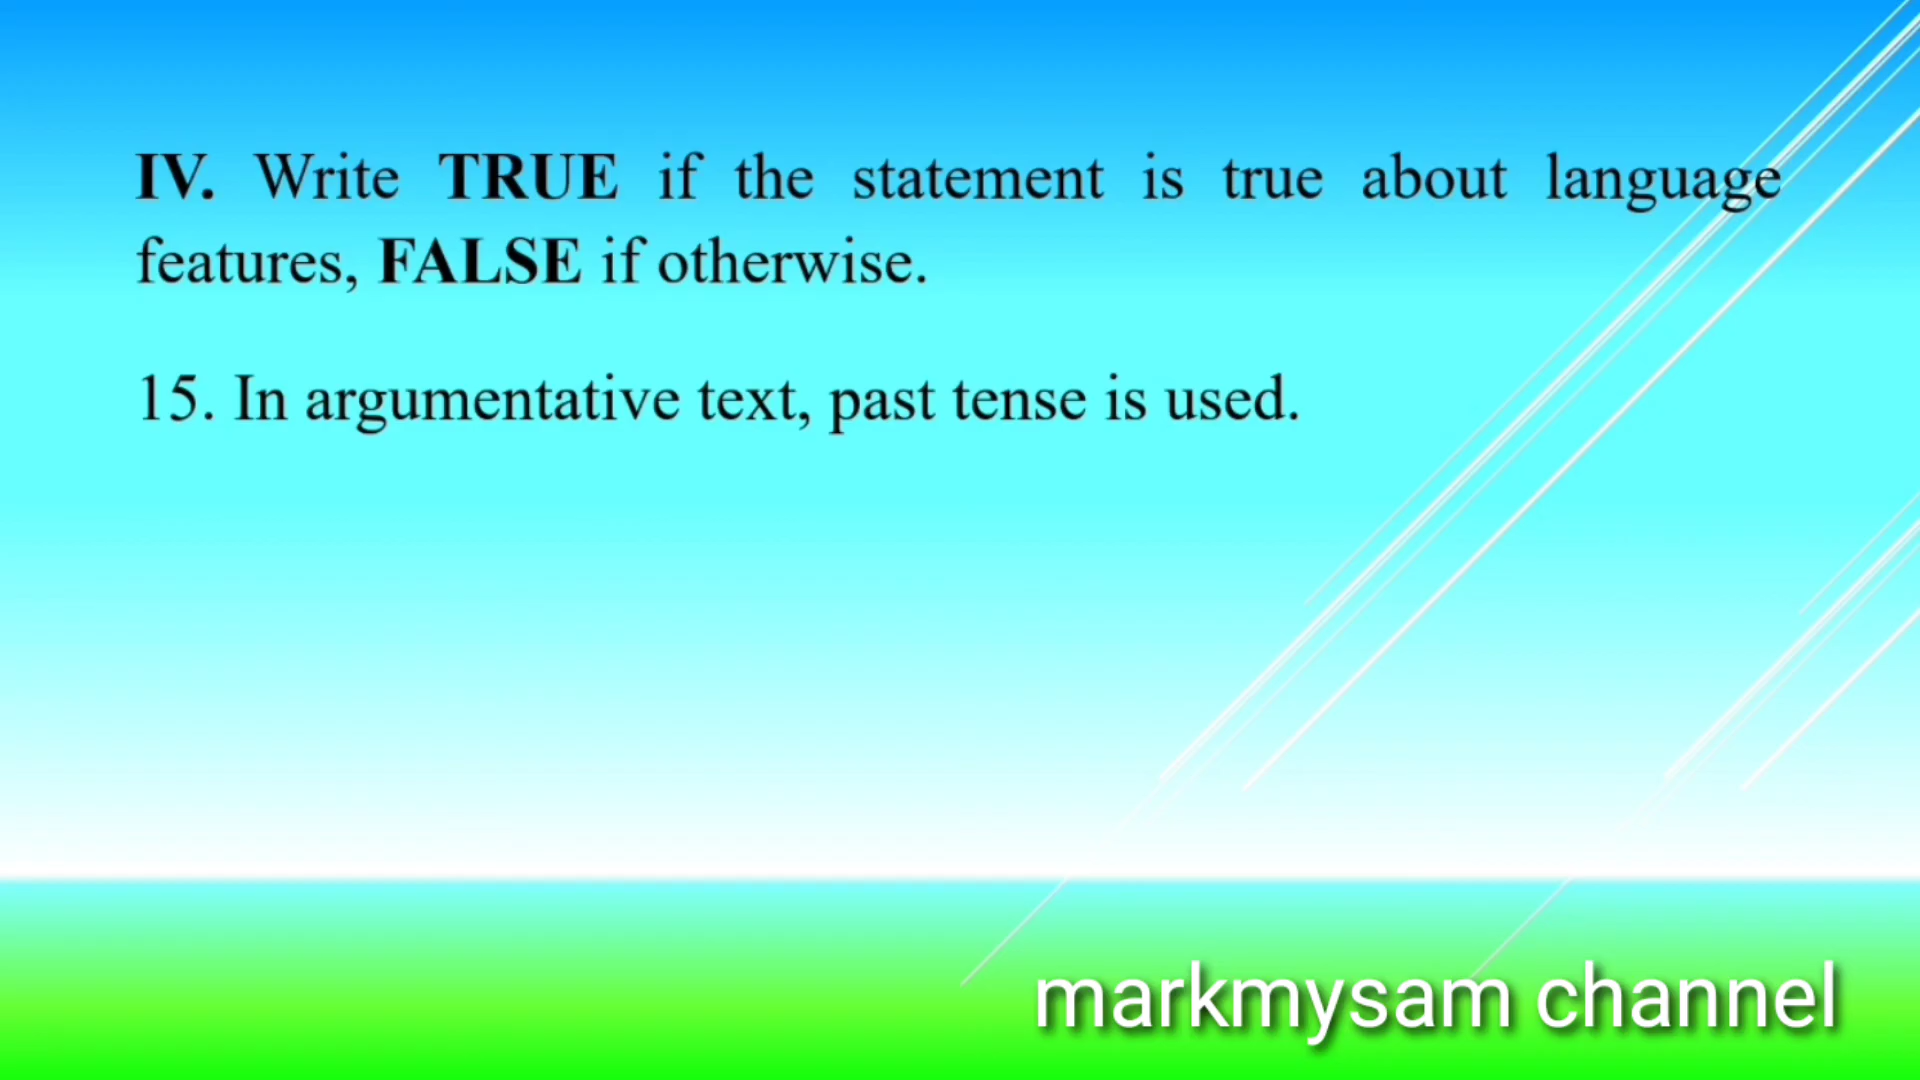 IV. Write TRUE if the statement is true about language
features, FALSE if otherwise.
15. In argumentative text, past tense is used.
markmysam channel